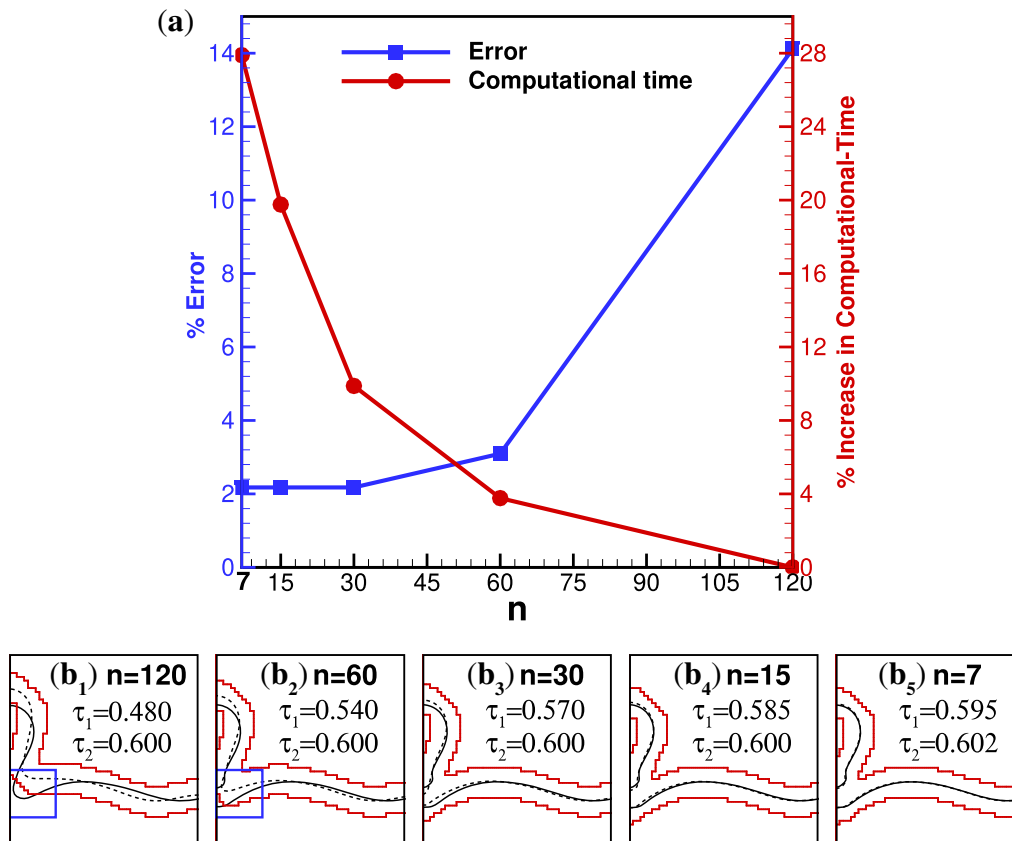 (a)
Error
Computational time
14
12
10
8
6
4
2
0
% Error
28
24
20
16
12
8
4
0
% Increase in Computational-Time
7 15 30 45 60 75 90 105 120
n
(b1) n=120
τ1=0.480
τ2=0.600
(b2) n=60
τ1=0.540
τ2=0.600
(b3) n=30
τ1=0.570
τ2=0.600
(b4) n=15
τ1=0.585
τ2=0.600
(b5) n=7
τ1=0.595
τ2=0.602